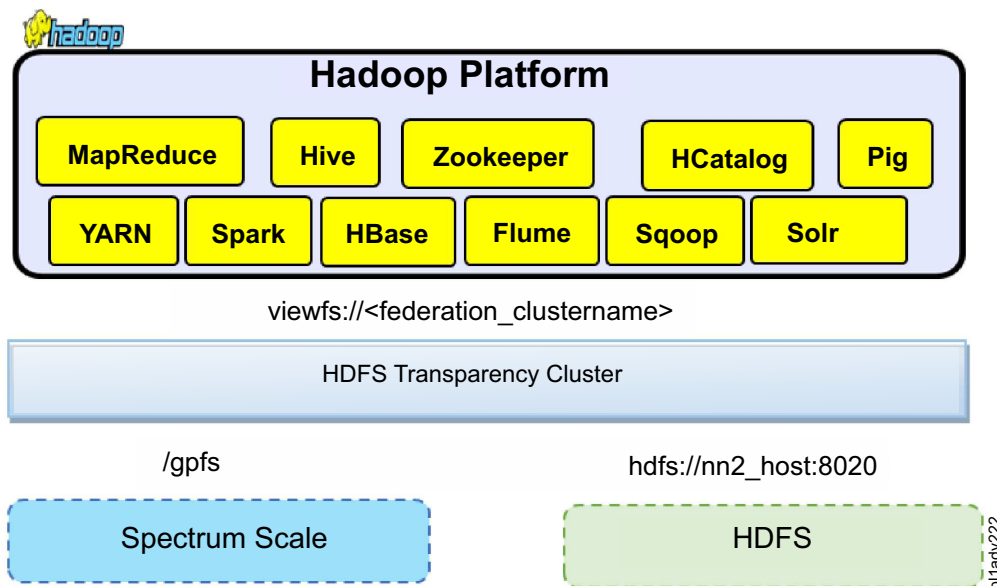 hadoop
Hadoop Platform
MapReduce
Hive
Zookeeper
HCatalog
Pig
YARN
Spark
HBase
Flume
Sqoop
Solr
viewfs://<federation_clustername>
HDFS Transparency Cluster
/gpfs
hdfs://nn2_host:8020
Spectrum Scale
HDFS